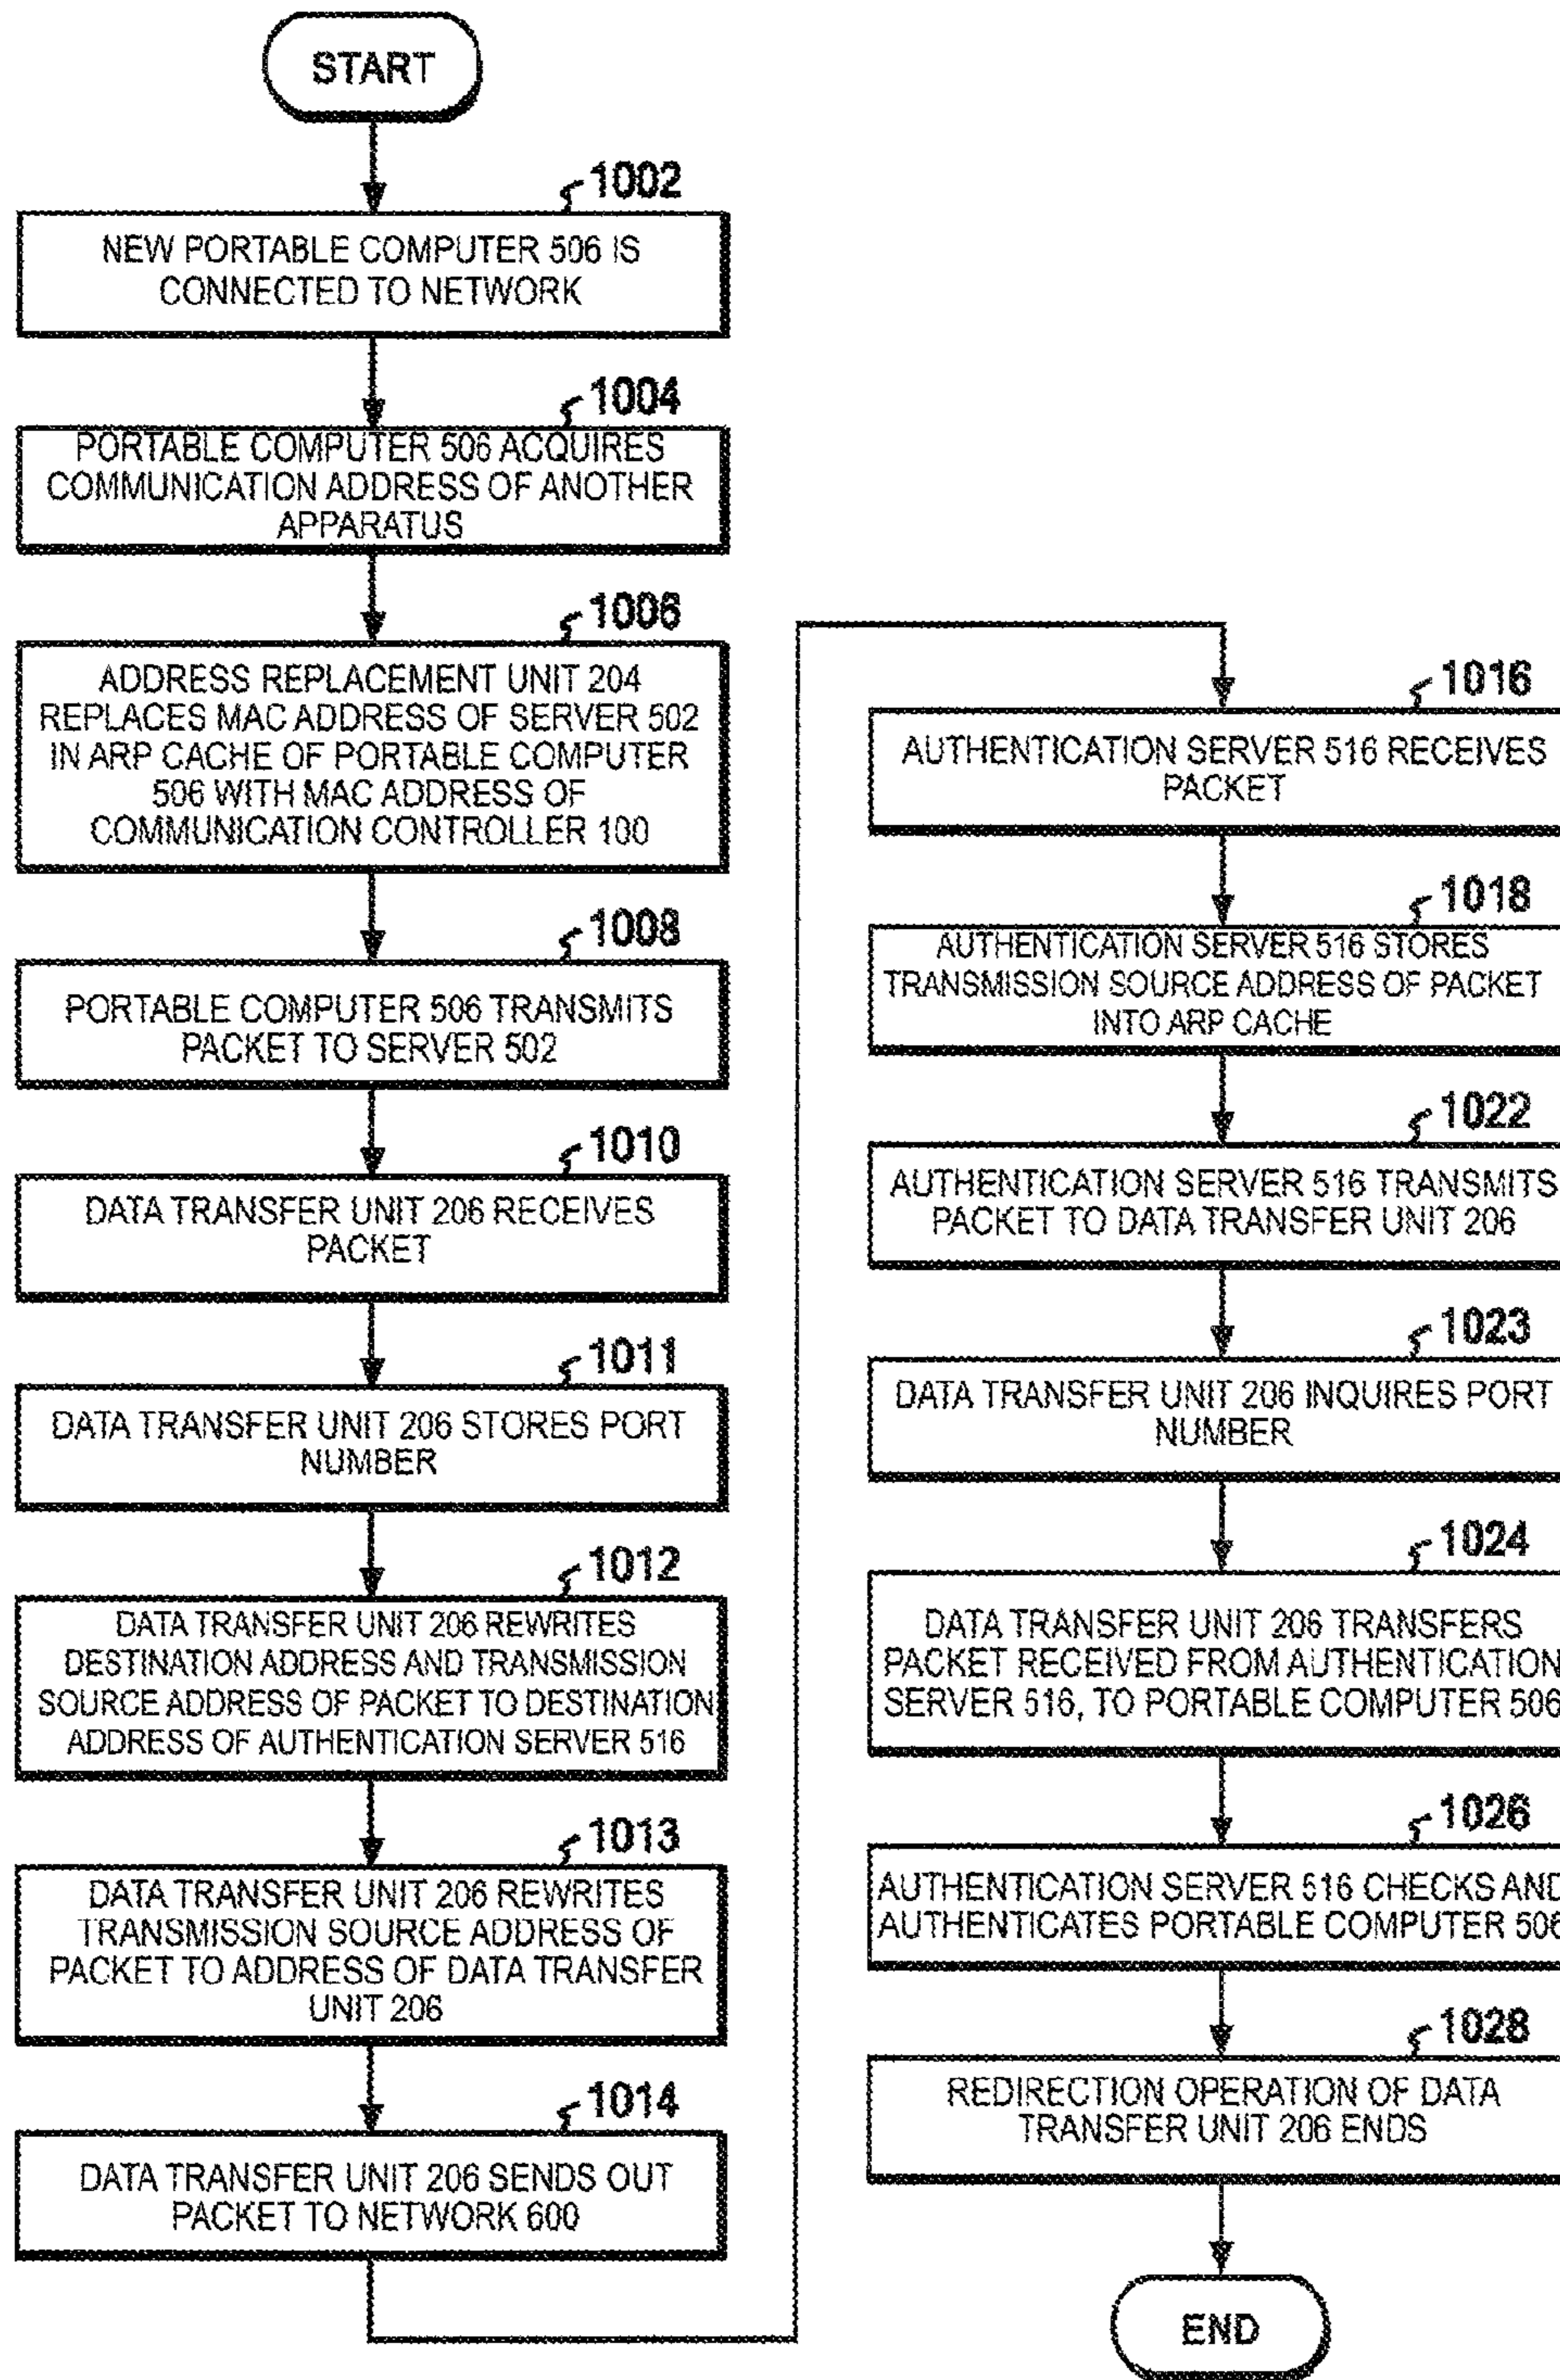 START
1002
NEW PORTABLE COMPUTER 506 IS
CONNECTED TO NETWORK
1004
PORTABLE COMPUTER 506 ACQUIRES
COMMUNICATION ADDRESS OF ANOTHER
APPARATUS
1006
ADDRESS REPLACEMENT UNIT 204
REPLACES MAC ADDRESS OF SERVER 502
IN ARP CACHE OF PORTABLE COMPUTER
506 WITH MAC ADDRESS OF
COMMUNICATION CONTROLLER 100
1008
PORTABLE COMPUTER 506 TRANSMITS
PACKET TO SERVER 502
1010
DATA TRANSFER UNIT 206 RECEIVES
PACKET
1011
DATA TRANSFER UNIT 206 STORES PORT
NUMBER
1012
DATA TRANSFER UNIT 206 REWRITES
DESTINATION ADDRESS AND TRANSMISSION
SOURCE ADDRESS OF PACKET TO DESTINATION
ADDRESS OF AUTHENTICATION SERVER 516
1013
DATA TRANSFER UNIT 206 REWRITES
TRANSMISSION SOURCE ADDRESS OF
PACKET TO ADDRESS OF DATA TRANSFER
UNIT 206
1014
DATA TRANSFER UNIT 206 SENDS OUT
PACKET TO NETWORK 600
1016
AUTHENTICATION SERVER 516 RECEIVES
PACKET
1018
AUTHENTICATION SERVER 516 STORES
TRANSMISSION SOURCE ADDRESS OF PACKET
INTO ARP CACHE
1022
AUTHENTICATION SERVER 516 TRANSMITS
PACKET TO DATA TRANSFER UNIT 206
1023
DATA TRANSFER UNIT 206 INQUIRES PORT
NUMBER
1024
DATA TRANSFER UNIT 206 TRANSFERS
PACKET RECEIVED FROM AUTHENTICATION
SERVER 516, TO PORTABLE COMPUTER 506
1026
AUTHENTICATION SERVER 516 CHECKS AND
AUTHENTICATES PORTABLE COMPUTER 506
1028
REDIRECTION OPERATION OF DATA
TRANSFER UNIT 206 ENDS
END